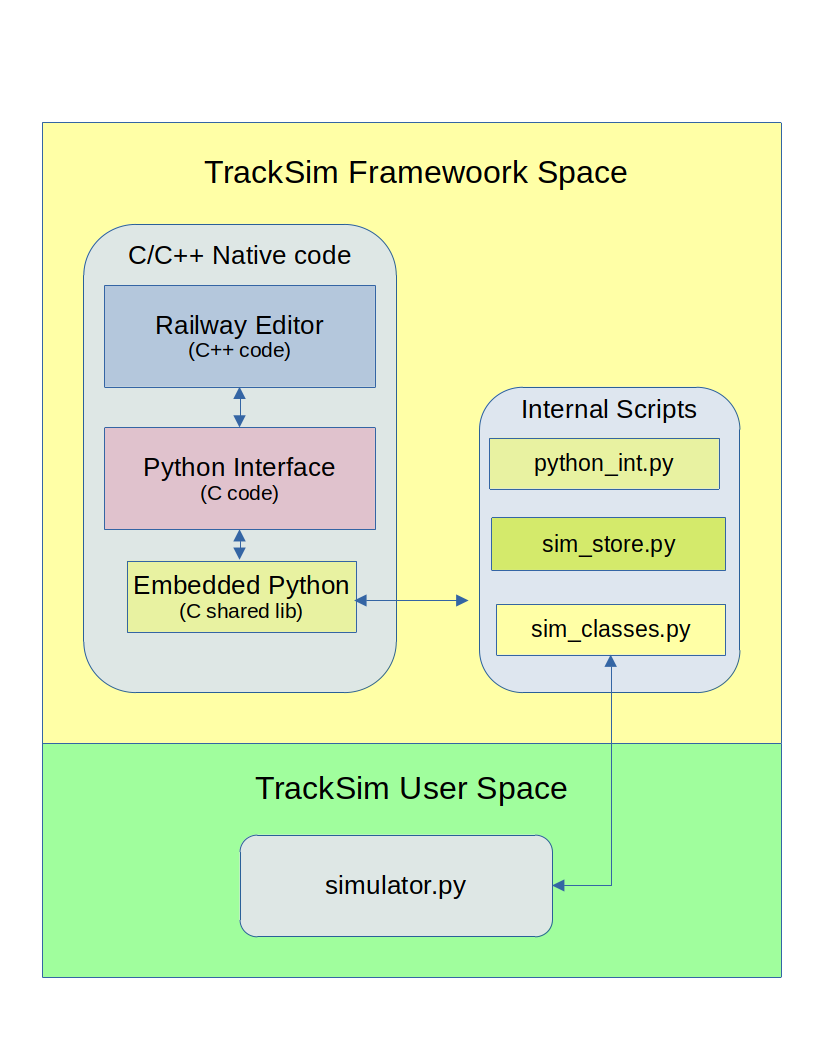 TrackSim Framewoork Space
C/C++ Native code
Railway Editor
(C++ code)
Python Interface
(C code)
Embedded Python
(C shared lib)
Internal Scripts
python_int.py
sim_store.py
sim_classes.py
TrackSim User Space
simulator.py